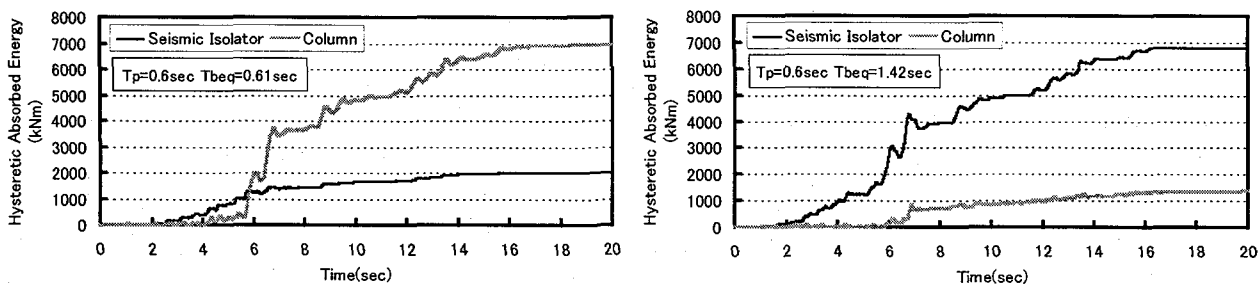 Hysteretic Absorbed Energy
(kNm)
8000
7000
6000
5000
4000
3000
2000
1000
0
Seismic Isolator Column
Tp=0.6sec Tbeq=0.61sec
0 2 4 6 8 10 12 14 16 18 20
Time(sec)
Hysteretic Absorbed Energy
(kNm)
8000
7000
6000
5000
4000
3000
2000
1000
0
Seismic Isolator Column
Tp=0.6sec Tbeq=1.42sec
0 2 4 6 8 10 12 14 16 18 20
Time(sec)